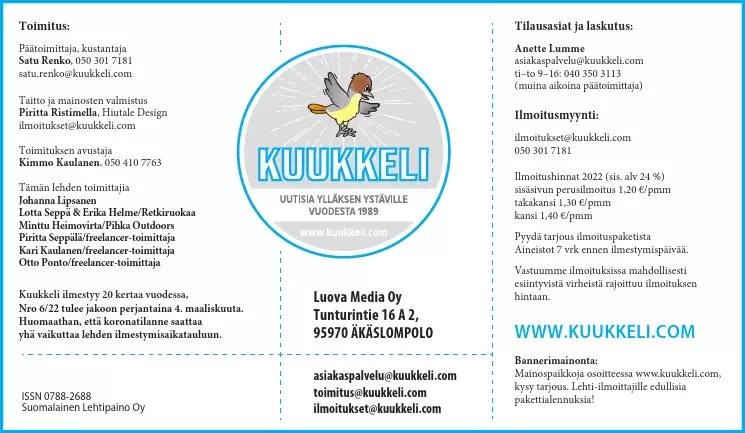 Toimitus:
Päätoimittaja, kustantaja
Satu Renko, 050 301 7181
satu.renko@kuukkeli.com
Taitto ja mainosten valmistus
Piritta Ristimella, Hiutale Design
ilmoitukset@kuukkeli.com
Toimituksen avustaja
Kimmo Kaulanen, 050 410 7763
Tämän lehden toimittajia
Johanna Lipsanen
Lotta Seppä & Erika Helme/Retkiruokaa
Minttu Heimovirta/Pihka Outdoors
Piritta Seppälä/freelancer-toimittaja
Kari Kaulanen/freelancer-toimittaja
Otto Ponto/freelancer-toimittaja
Kuukkeli ilmestyy 20 kertaa vuodessa,
Nro 6/22 tulee jakoon perjantaina 4. maaliskuuta.
Huomaathan, että koronatilanne saattaa
yhä vaikuttaa lehden ilmestymisaikatauluun.
ISSN 0788-2688
Suomalainen Lehtipaino Oy
KUUKKELI
UUTISIA YLLÄKSEN YSTÄVILLE
VUODESTA 1989
www.kuukkeli.com
Luova Media Oy
Tunturintie 16 A 2,
95970 ÄKÄSLOMPOLO
asiakaspalvelu@kuukkeli.com
toimitus@kuukkeli.com
ilmoitukset@kuukkeli.com
Tilausasiat ja laskutus:
Anette Lumme
asiakaspalvelu@kuukkeli.com
ti–to 9–16: 040 350 3113
(muina aikoina päätoimittaja)
Ilmoitusmyynti:
ilmoitukset@kuukkeli.com
050 301 7181
Ilmoitushinnat 2022 (sis. alv 24 %)
sisäsivun perusilmoitus 1,20 €/pmm
takakansi 1,30 €/pmm
kansi 1,40 €/pmm
Pyydä tarjous ilmoituspaketista
Aineistot 7 vrk ennen ilmestymispäivää.
Vastuumme ilmoituksissa mahdollisesti
esiintyvistä virheistä rajoittuu ilmoituksen
hintaan.
WWW.KUUKKELI.COM
Bannerimainonta:
Mainospaikkoja osoitteessa www.kuukkeli.com,
kysy tarjous. Lehti-ilmoittajille edullisia
pakettialennuksia!